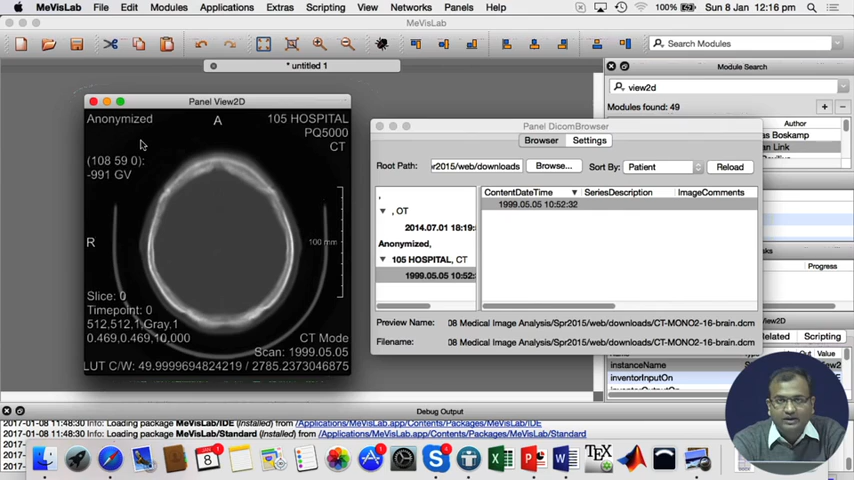 MeVisLab File Edit Modules Applications Extras Scripting View Networks Panels Help 100% Sun 8 Jan 12:16 pm
MeVisLab
Search Modules
* untitled 1
Module Search
view2d
Modules found: 49
Author
as Boskamp
an Link
Panel View2D
Anonymized
A
105 HOSPITAL
PQ5000
CT
(108 59 0):
-991 GV
R
100 mm
Slice: 0
Timepoint: 0
512,512,1,Gray,1
0.469,0.469,10,000
CT Mode
Scan: 1999.05.05
LUT C/W: 49.9999694824219 / 2785.2373046875
Panel DicomBrowser
Browser Settings
Root Path: r2015/web/downloads Browse... Sort By: Patient Reload
,
, OT
2014.07.01 18:19:
Anonymized,
105 HOSPITAL, CT
1999.05.05 10:52:
ContentDateTime SeriesDescription ImageComments
1999.05.05 10:52:32
Preview Name: 08 Medical Image Analysis/Spr2015/web/downloads/CT-MONO2-16-brain.dcm
Filename: 08 Medical Image Analysis/Spr2015/web/downloads/CT-MONO2-16-brain.dcm
Progress
elated Scripting
Value
instanceName View2
inventorInputOn
Debug Output
2017-01-08 11:48:30 Info: Loading package MeVisLab/IDE (Installed) from /Applications/MeVisLab.app/Contents/Packages/MeVisLab/IDE
2017-01-08 11:48:30 Info: Loading package MeVisLab/Standard (Installed) from /Applications/MeVisLab.app/Contents/Packages/MeVisLab/Standard